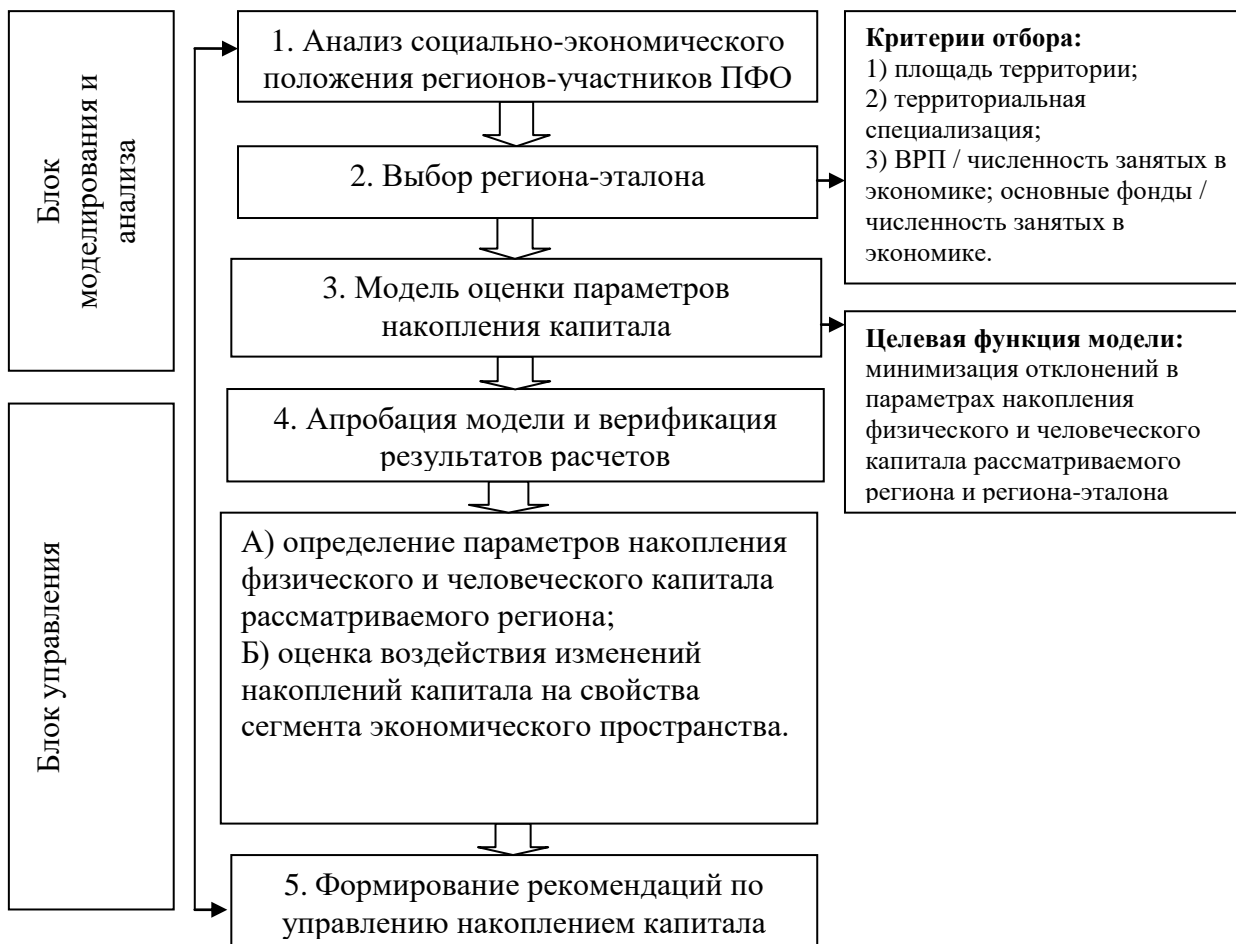 Блок
моделирования и
анализа
Блок управления
1. Анализ социально-экономического
положения регионов-участников ПФО
2. Выбор региона-эталона
3. Модель оценки параметров
накопления капитала
4. Апробация модели и верификация
результатов расчетов
А) определение параметров накопления
физического и человеческого капитала
рассматриваемого региона;
Б) оценка воздействия изменений
накоплений капитала на свойства
сегмента экономического пространства.
5. Формирование рекомендаций по
управлению накоплением капитала
Критерии отбора:
1) площадь территории;
2) территориальная
специализация;
3) ВРП / численность занятых в
экономике; основные фонды /
численность занятых в
экономике.
Целевая функция модели:
минимизация отклонений в
параметрах накопления
физического и человеческого
капитала рассматриваемого
региона и региона-эталона